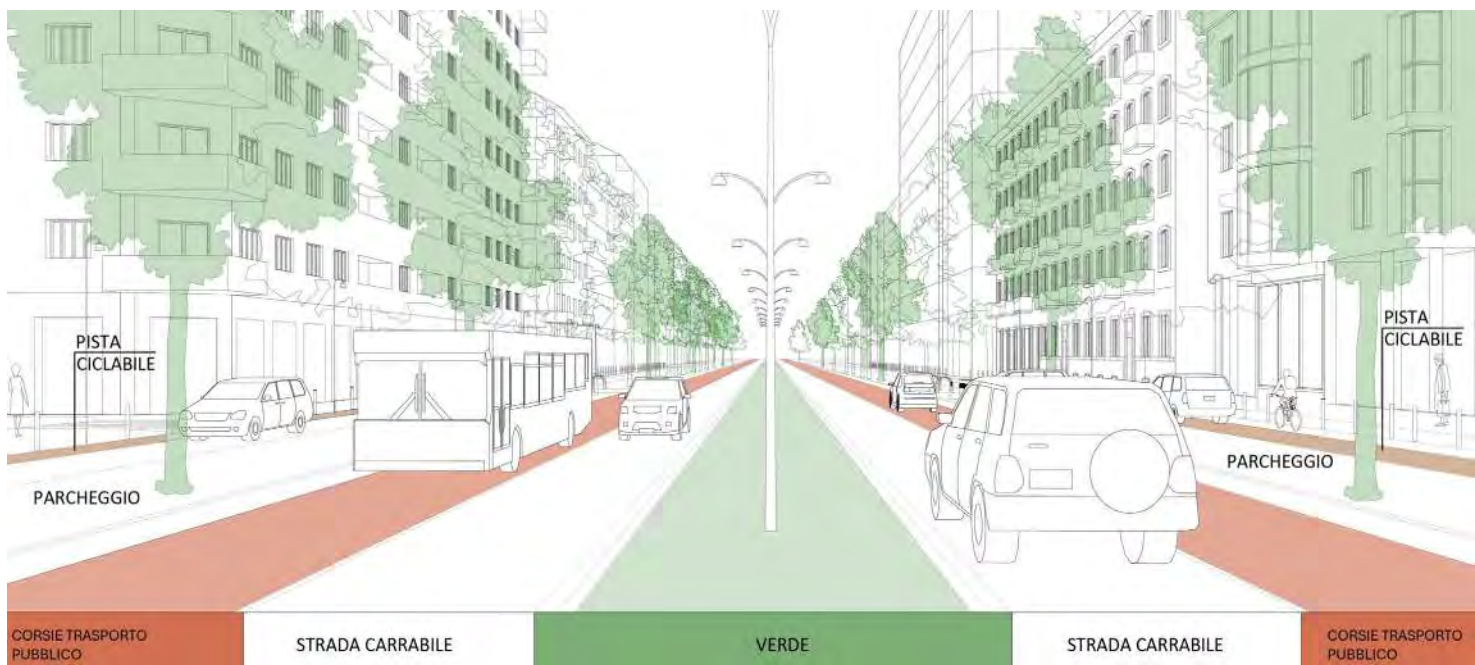 PISTA
CICLABILE
PISTA
CICLABILE
PARCHEGGIO
PARCHEGGIO
CORSIE TRASPORTO
PUBBLICO
STRADA CARRABILE
VERDE
STRADA CARRABILE
CORSIE TRASPORTO
PUBBLICO